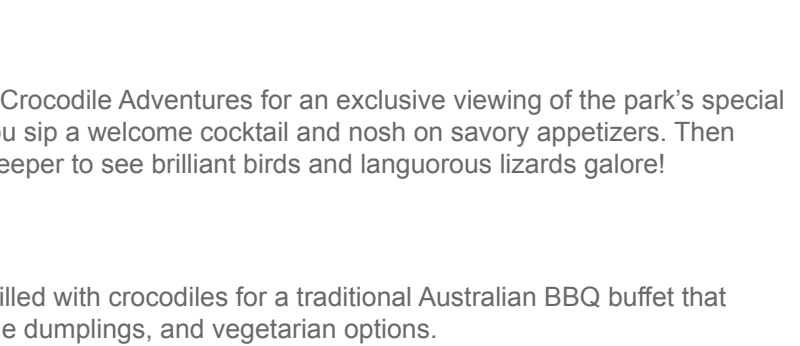 Crocodile Adventures for an exclusive viewing of the park’s special
ou sip a welcome cocktail and nosh on savory appetizers. Then
eeper to see brilliant birds and languorous lizards galore!
illed with crocodiles for a traditional Australian BBQ buffet that
e dumplings, and vegetarian options.